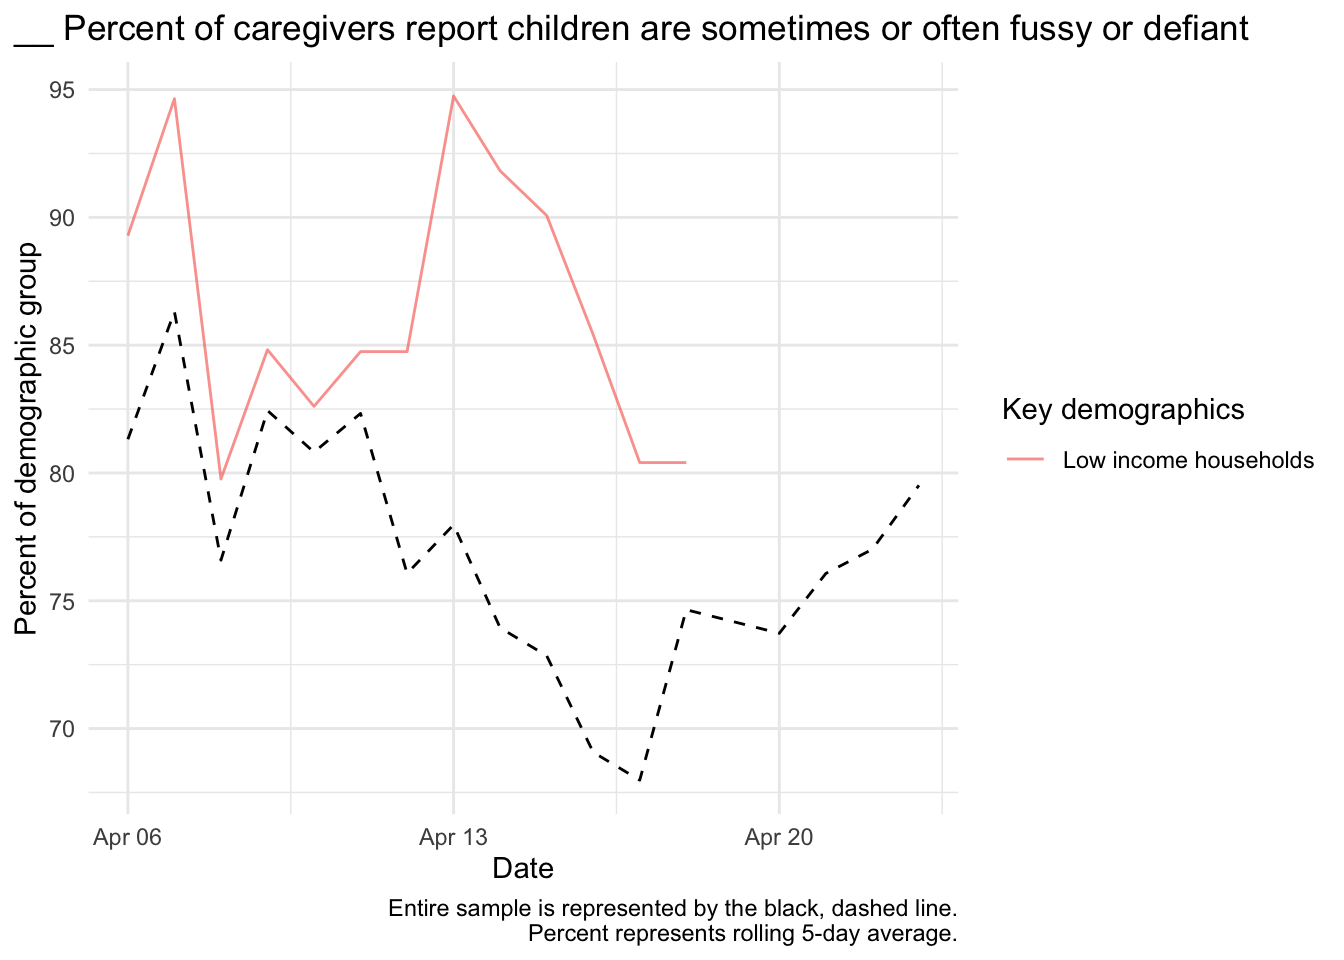 __ Percent of caregivers report children are sometimes or often fussy or defiant
95
90
85
80
75
70
Percent of demographic group
Apr 06
Apr 13
Apr 20
Date
Key demographics
Low income households
Entire sample is represented by the black, dashed line.
Percent represents rolling 5-day average.